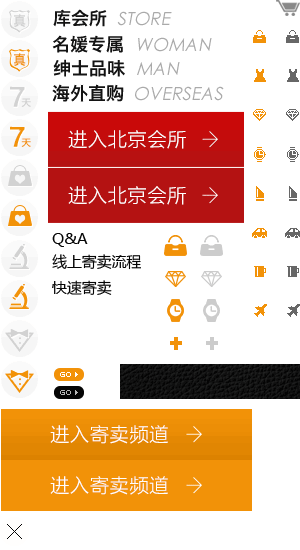 真
库会所 STORE
名媛专属 WOMAN
真
绅士品味 MAN
7天
海外直购 OVERSEAS
7天
进入北京会所
进入北京会所
Q&A
线上寄卖流程
快速寄卖
GO
GO
进入寄卖频道
进入寄卖频道